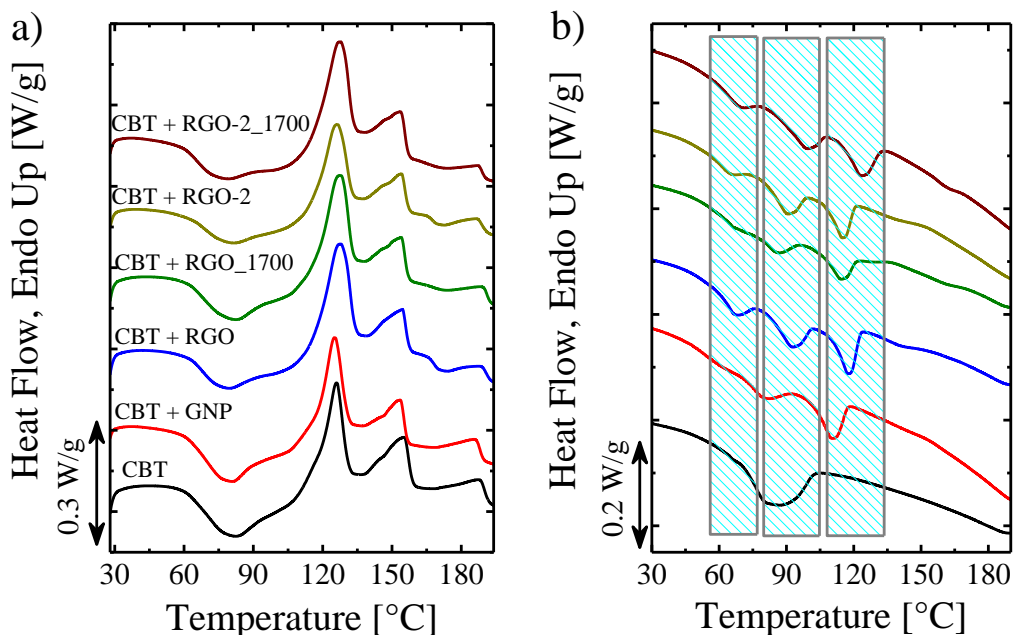 a)
Heat Flow, Endo Up [W/g]
CBT + RGO-2_1700
CBT + RGO-2
CBT + RGO_1700
CBT + RGO
CBT + GNP
CBT
0.3 W/g
30 60 90 120 150 180
Temperature [°C]
b)
Heat Flow, Endo Up [W/g]
0.2 W/g
30 60 90 120 150 190
Temperature [°C]